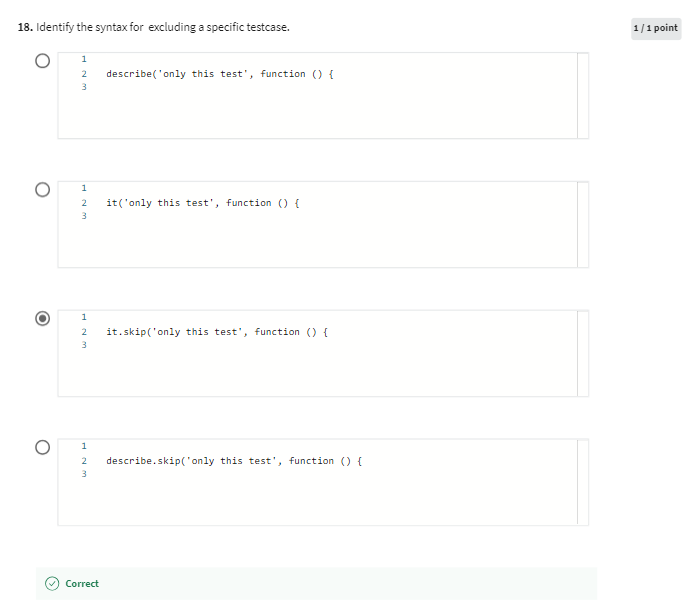 18. Identify the syntax for excluding a specific testcase.
1 / 1 point
1
2 describe('only this test', function () {
3
1
2 it('only this test', function () {
3
1
2 it.skip('only this test', function () {
3
1
2 describe.skip('only this test', function () {
3
Correct